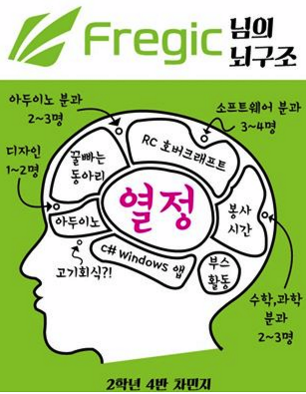 Fregic 님의
뇌구조
아두이노 분과
2~3명
소프트웨어 분과
3~4명
디자인
1~2명
꿀빠는
동아리
RC 호버크래프트
열정
아두이노
봉사
시간
C# Windows 앱
부스
활동
고기회식?!
수학,과학
분과
2~3명
2학년 4반 차민지